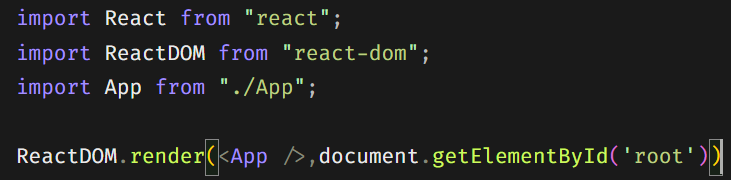 import React from "react";
import ReactDOM from "react-dom";
import App from "./App";
ReactDOM.render(<App />,document.getElementById('root'))